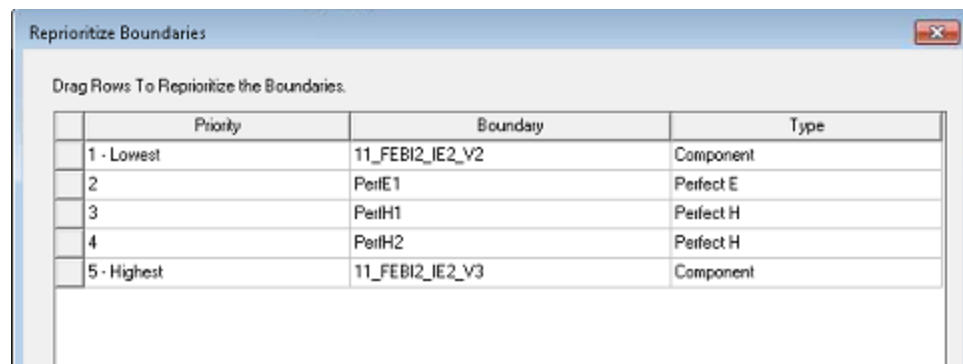 Reprioritize Boundaries
Drag Rows To Reprioritize the Boundaries.
Priority Boundary Type
1 - Lowest 11_FEBI2_IE2_V2 Component
2 PerfE1 Perfect E
3 PerfH1 Perfect H
4 PerfH2 Perfect H
5 - Highest 11_FEBI2_IE2_V3 Component